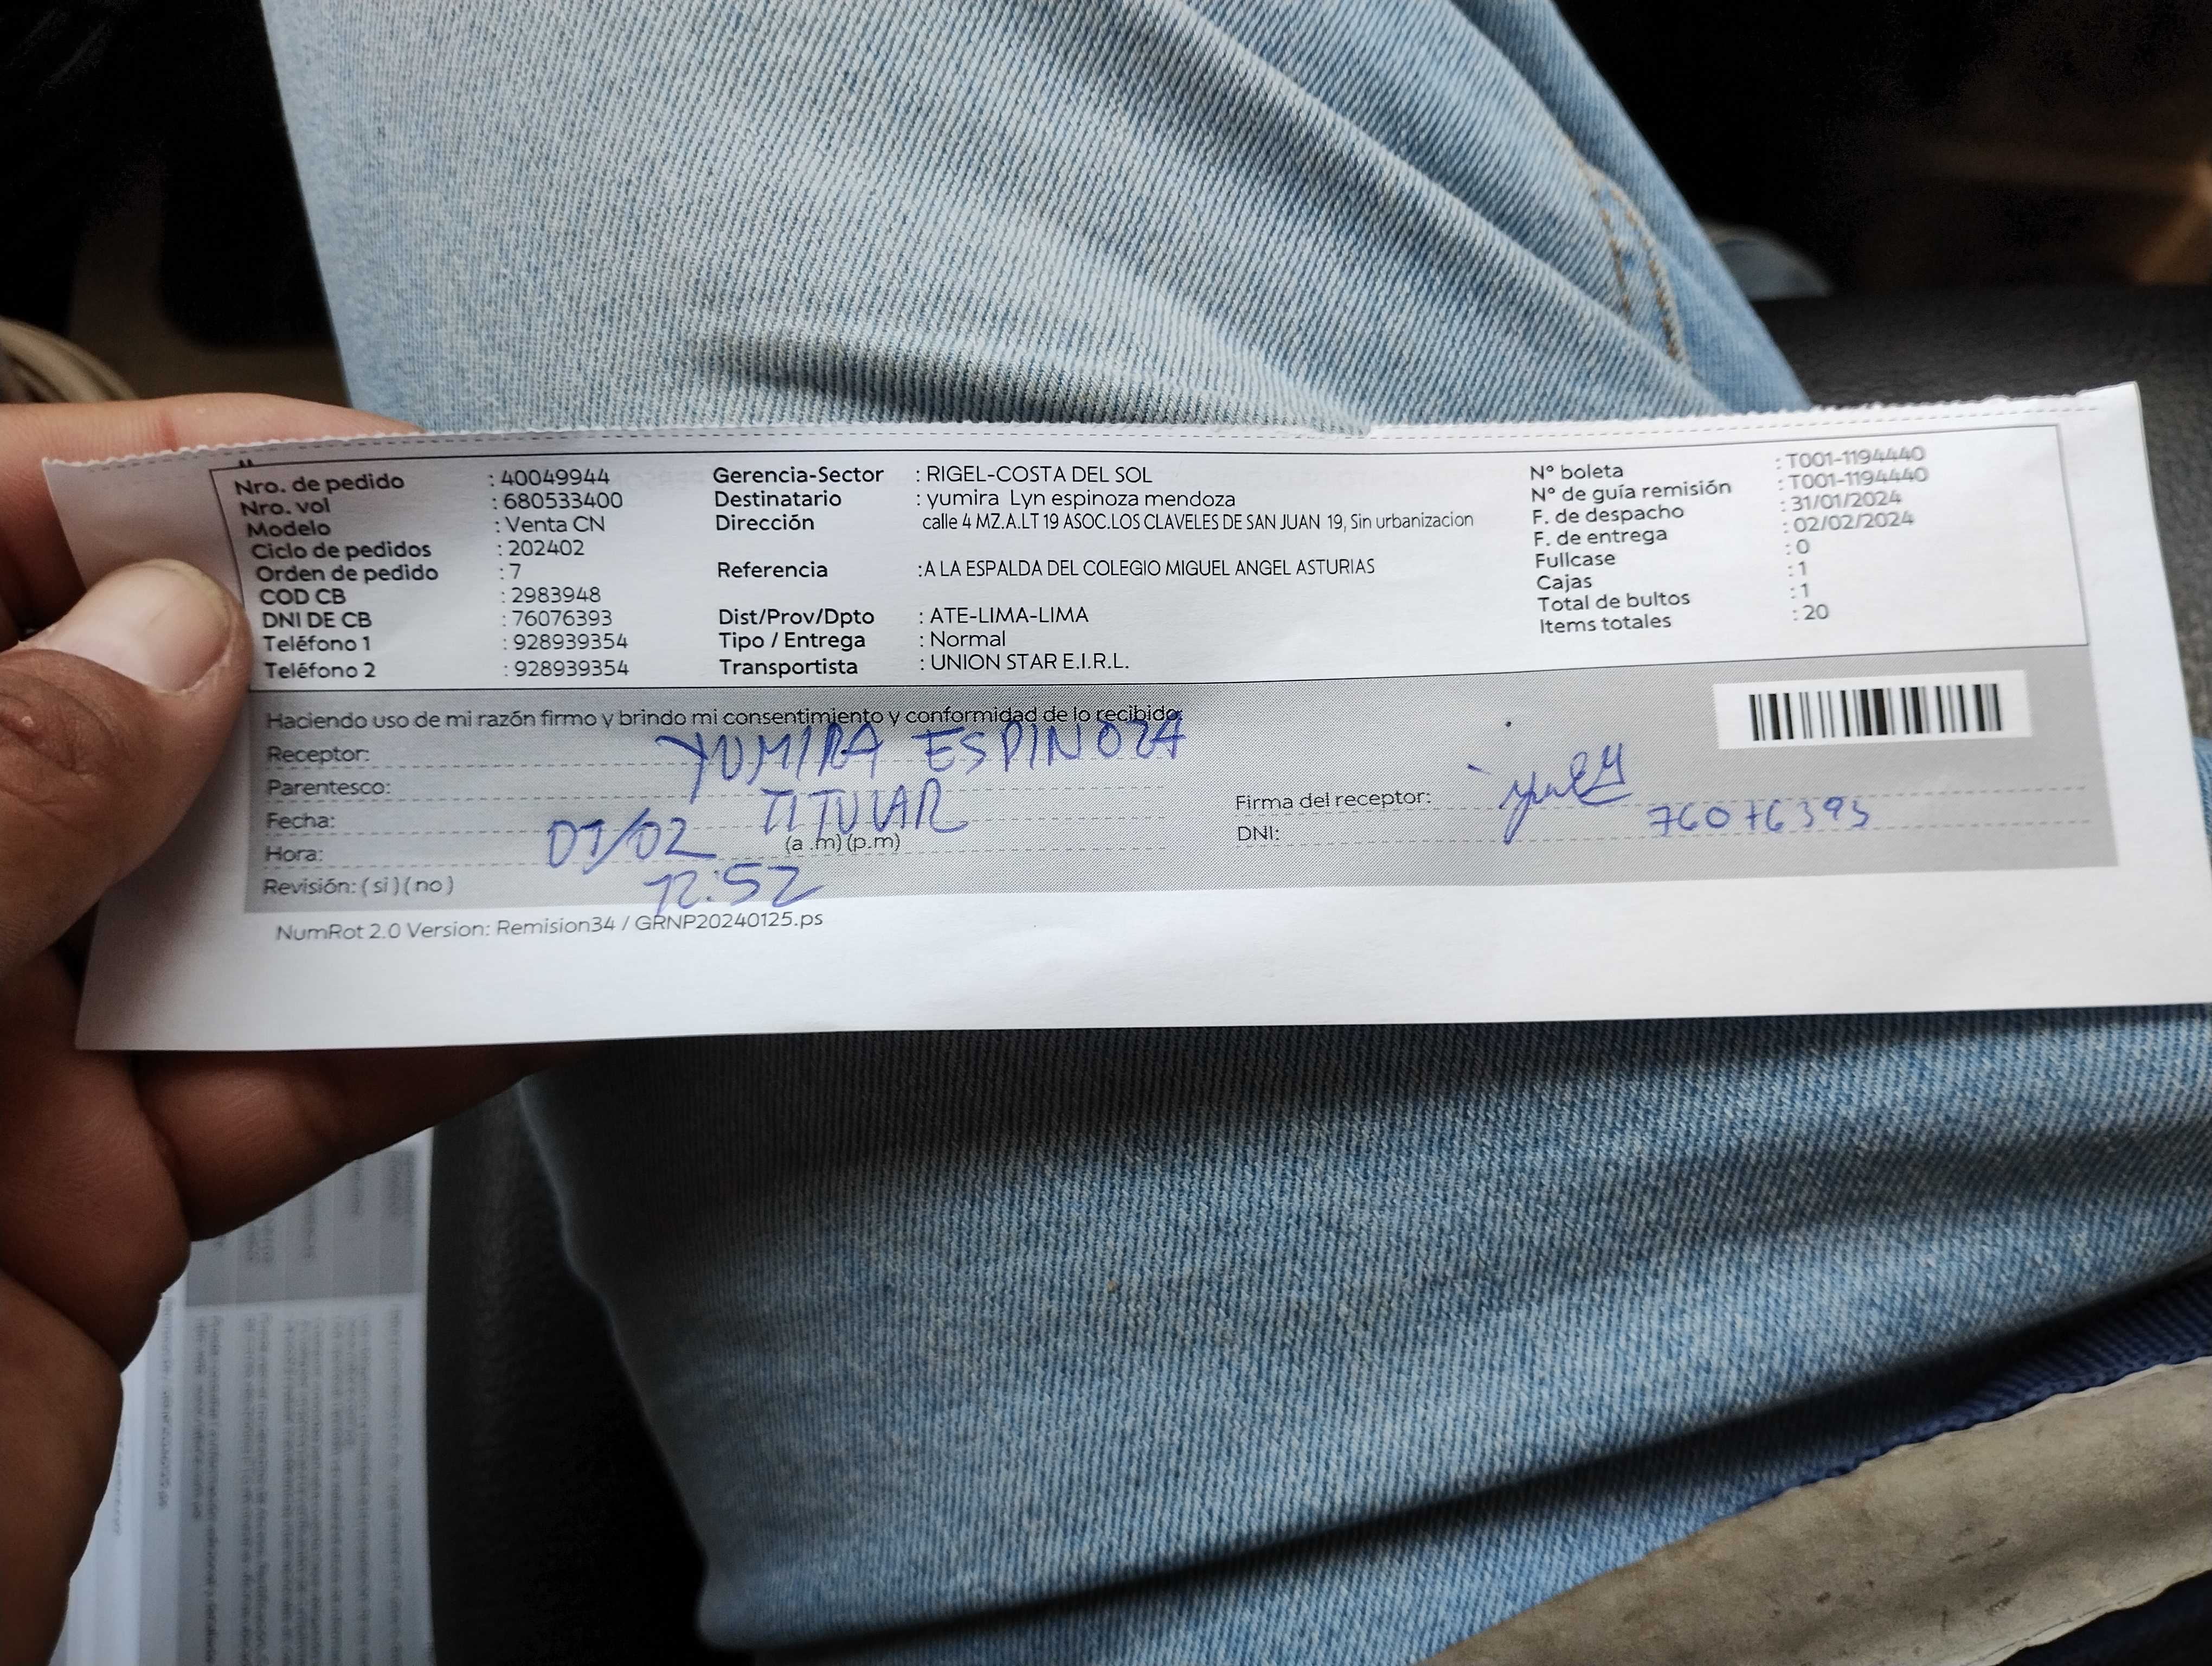 Nro. de pedido : 40049944
Nro. vol : 680533400
Modelo : Venta CN
Ciclo de pedidos : 202402
Orden de pedido : 7
COD CB : 2983948
DNI DE CB : 76076393
Teléfono 1 : 928939354
Teléfono 2 : 928939354
Gerencia-Sector : RIGEL-COSTA DEL SOL
Destinatario : yumira Lyn espinoza mendoza
Dirección calle 4 MZ.A.LT 19 ASOC.LOS CLAVELES DE SAN JUAN 19, Sin urbanizacion
Referencia :A LA ESPALDA DEL COLEGIO MIGUEL ANGEL ASTURIAS
Dist/Prov/Dpto : ATE-LIMA-LIMA
Tipo / Entrega : Normal
Transportista : UNION STAR E.I.R.L.
N° boleta : T001-1194440
N° de guía remisión : T001-1194440
F. de despacho : 31/01/2024
F. de entrega : 02/02/2024
Fullcase : 0
Cajas : 1
Total de bultos : 1
Items totales : 20
Haciendo uso de mi razón firmo y brindo mi consentimiento y conformidad de lo recibido.
Receptor: YUMIRA ESPINOZA
Parentesco: TITULAR
Fecha: 01/02
Hora: 12:52 (a .m) (p.m)
Revisión: ( si ) ( no )
Firma del receptor:
DNI: 76076393
NumRot 2.0 Version: Remision34 / GRNP20240125.ps